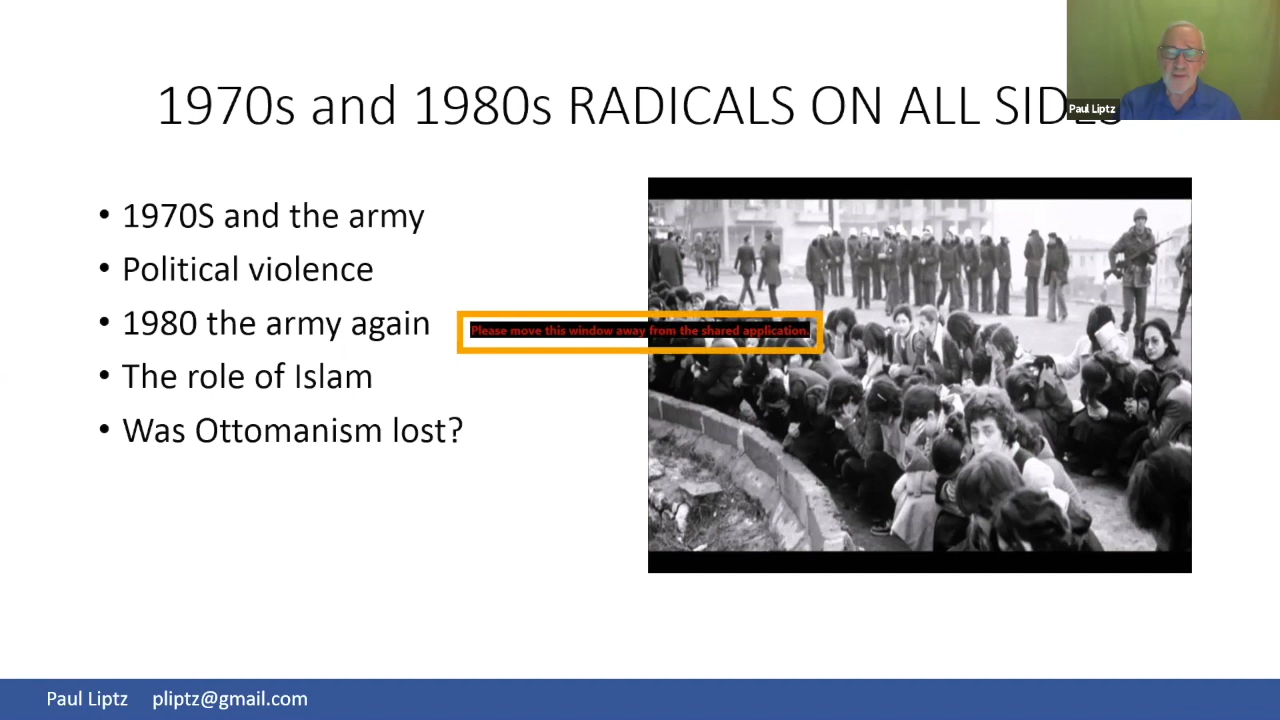 1970s and 1980s RADICALS ON ALL SIDES
Paul Liptz
• 1970S and the army
• Political violence
• 1980 the army again
• The role of Islam
• Was Ottomanism lost?
Please move this window away from the shared application.
Paul Liptz pliptz@gmail.com